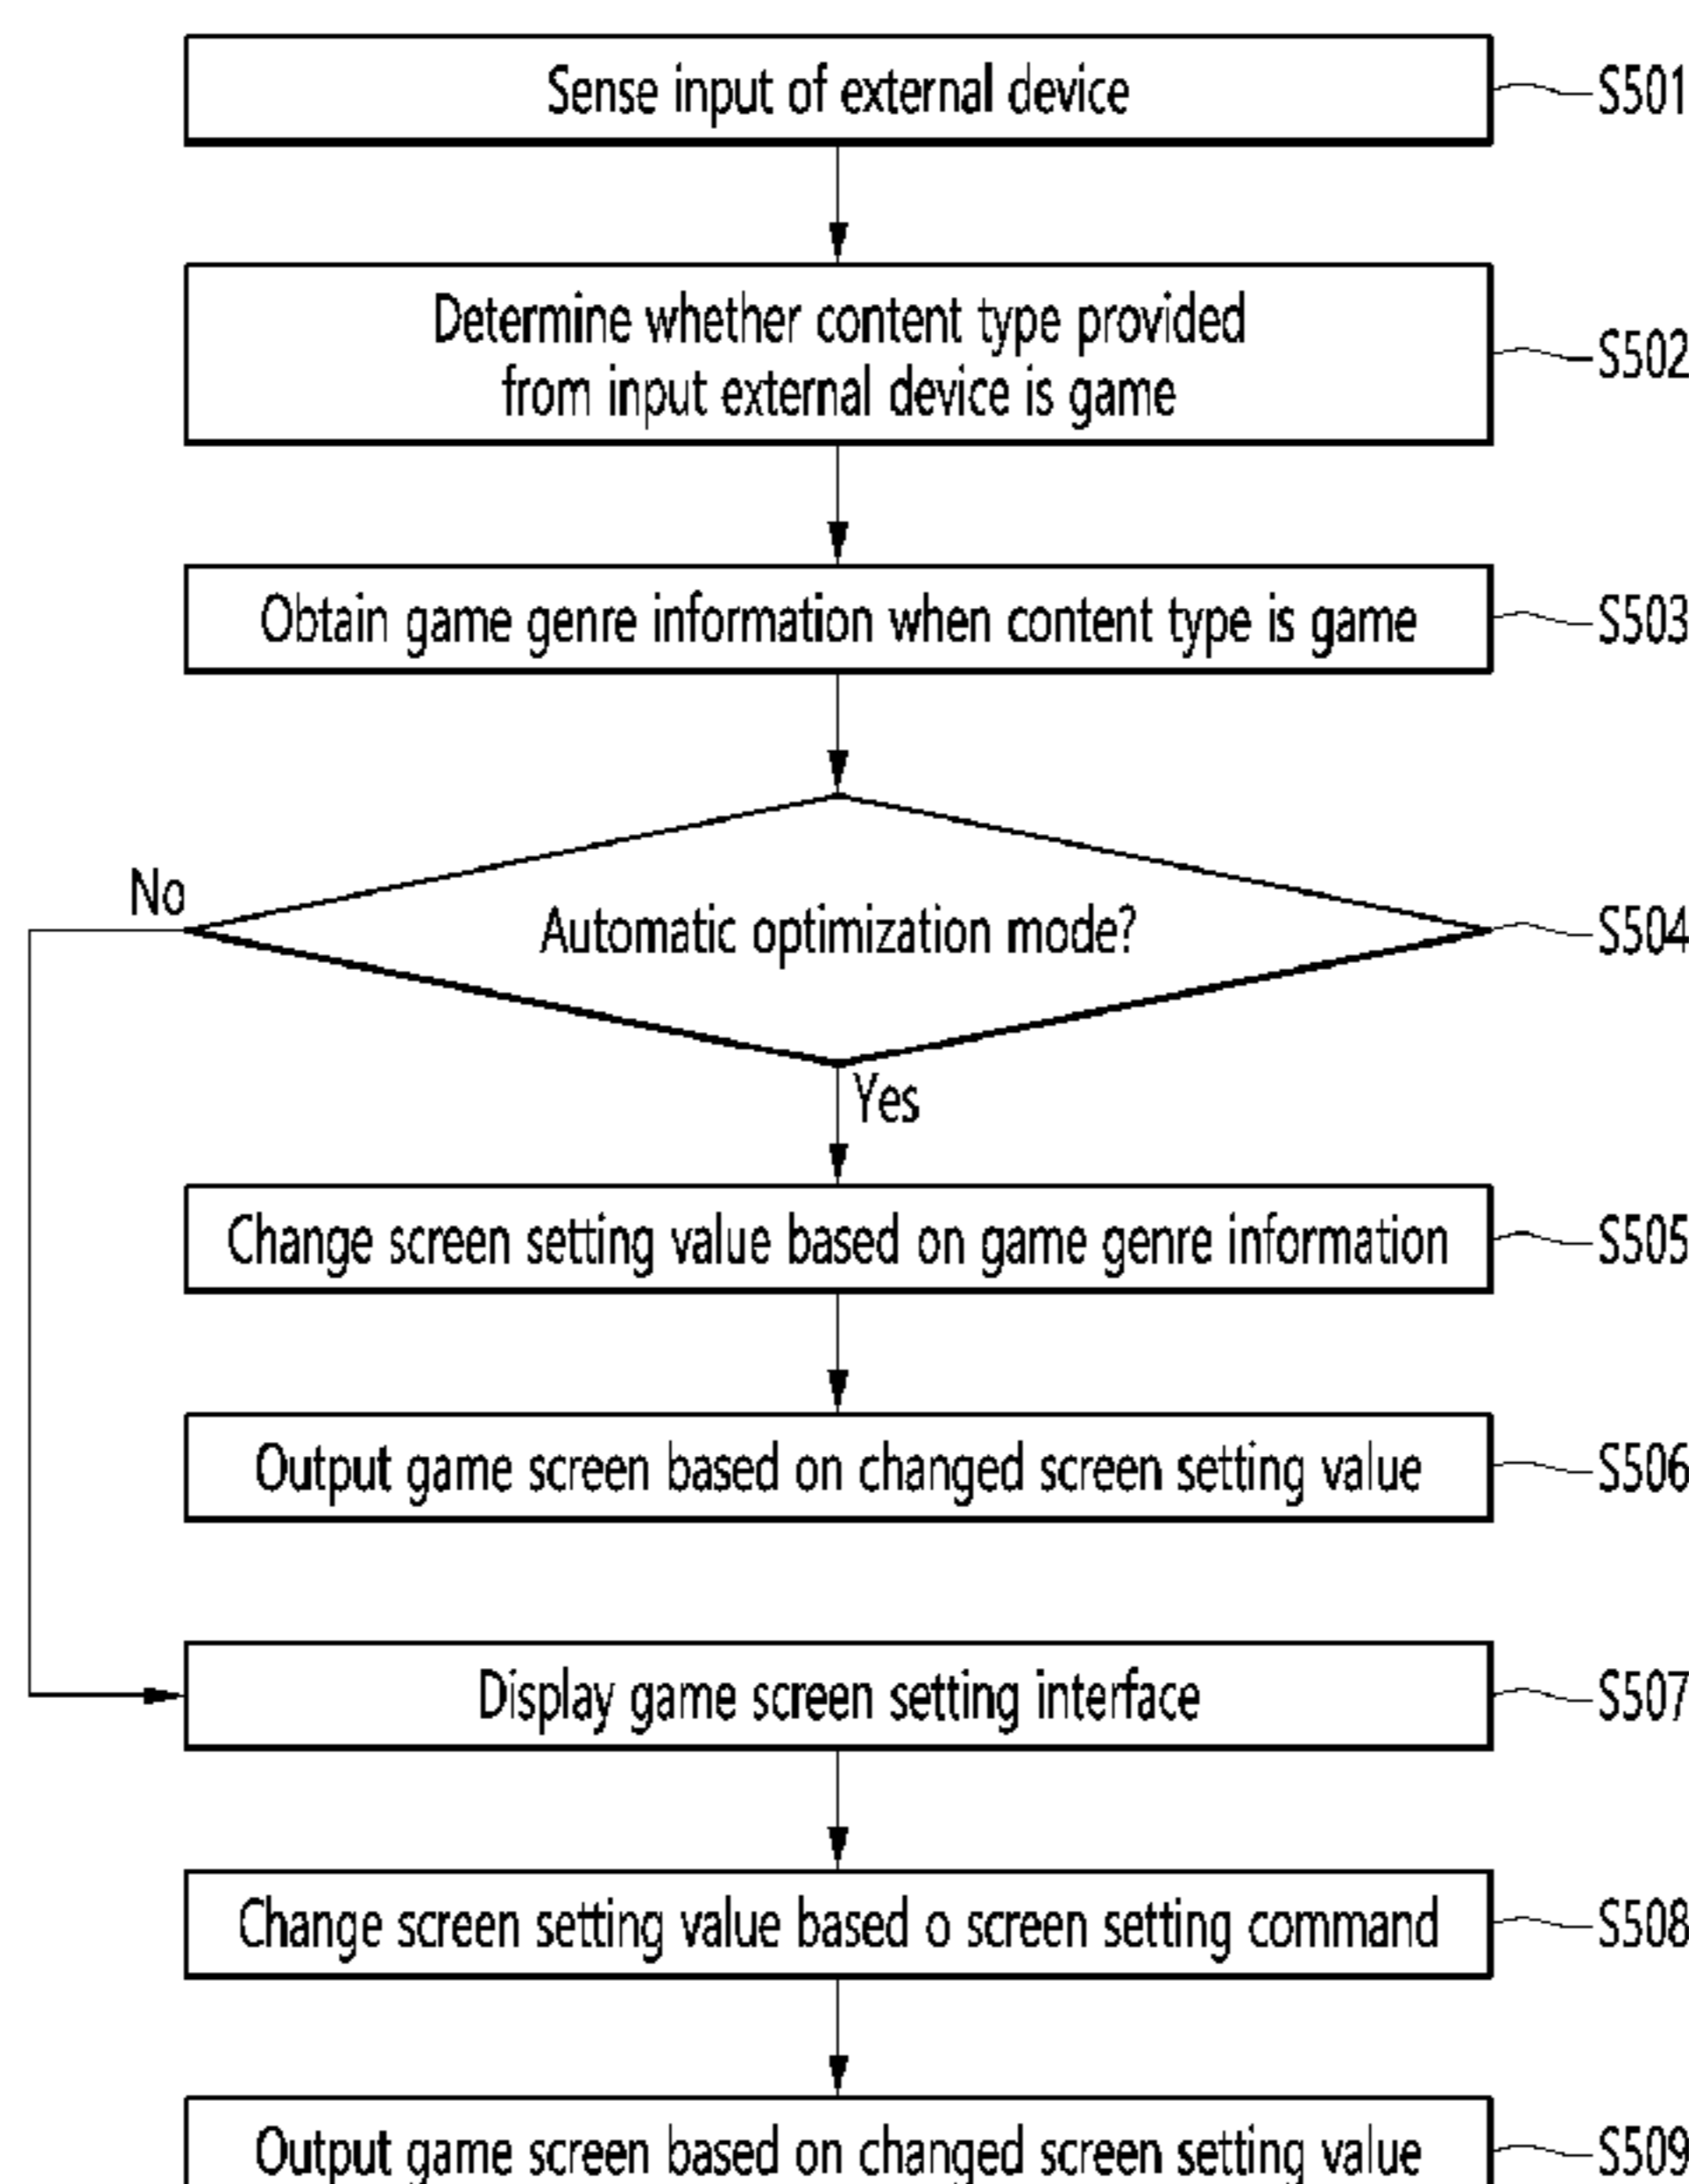 Sense input of external device
S501
Determine whether content type provided
from input external device is game
S502
Obtain game genre information when content type is game
S503
No
Automatic optimization mode?
S504
Yes
Change screen setting value based on game genre information
S505
Output game screen based on changed screen setting value
S506
Display game screen setting interface
S507
Change screen setting value based o screen setting command
S508
Output game screen based on changed screen setting value
S509